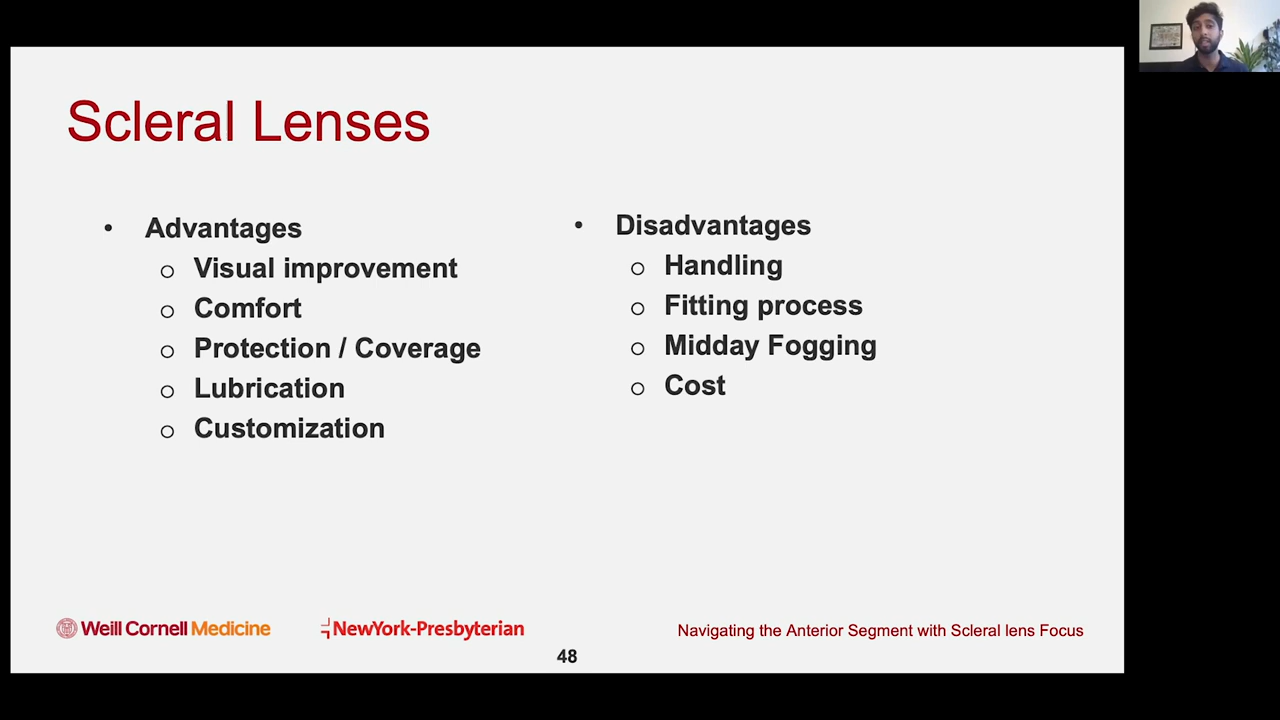 Scleral Lenses
• Advantages
o Visual improvement
o Comfort
o Protection / Coverage
o Lubrication
o Customization
• Disadvantages
o Handling
o Fitting process
o Midday Fogging
o Cost
Weill Cornell Medicine
NewYork-Presbyterian
Navigating the Anterior Segment with Scleral lens Focus
48